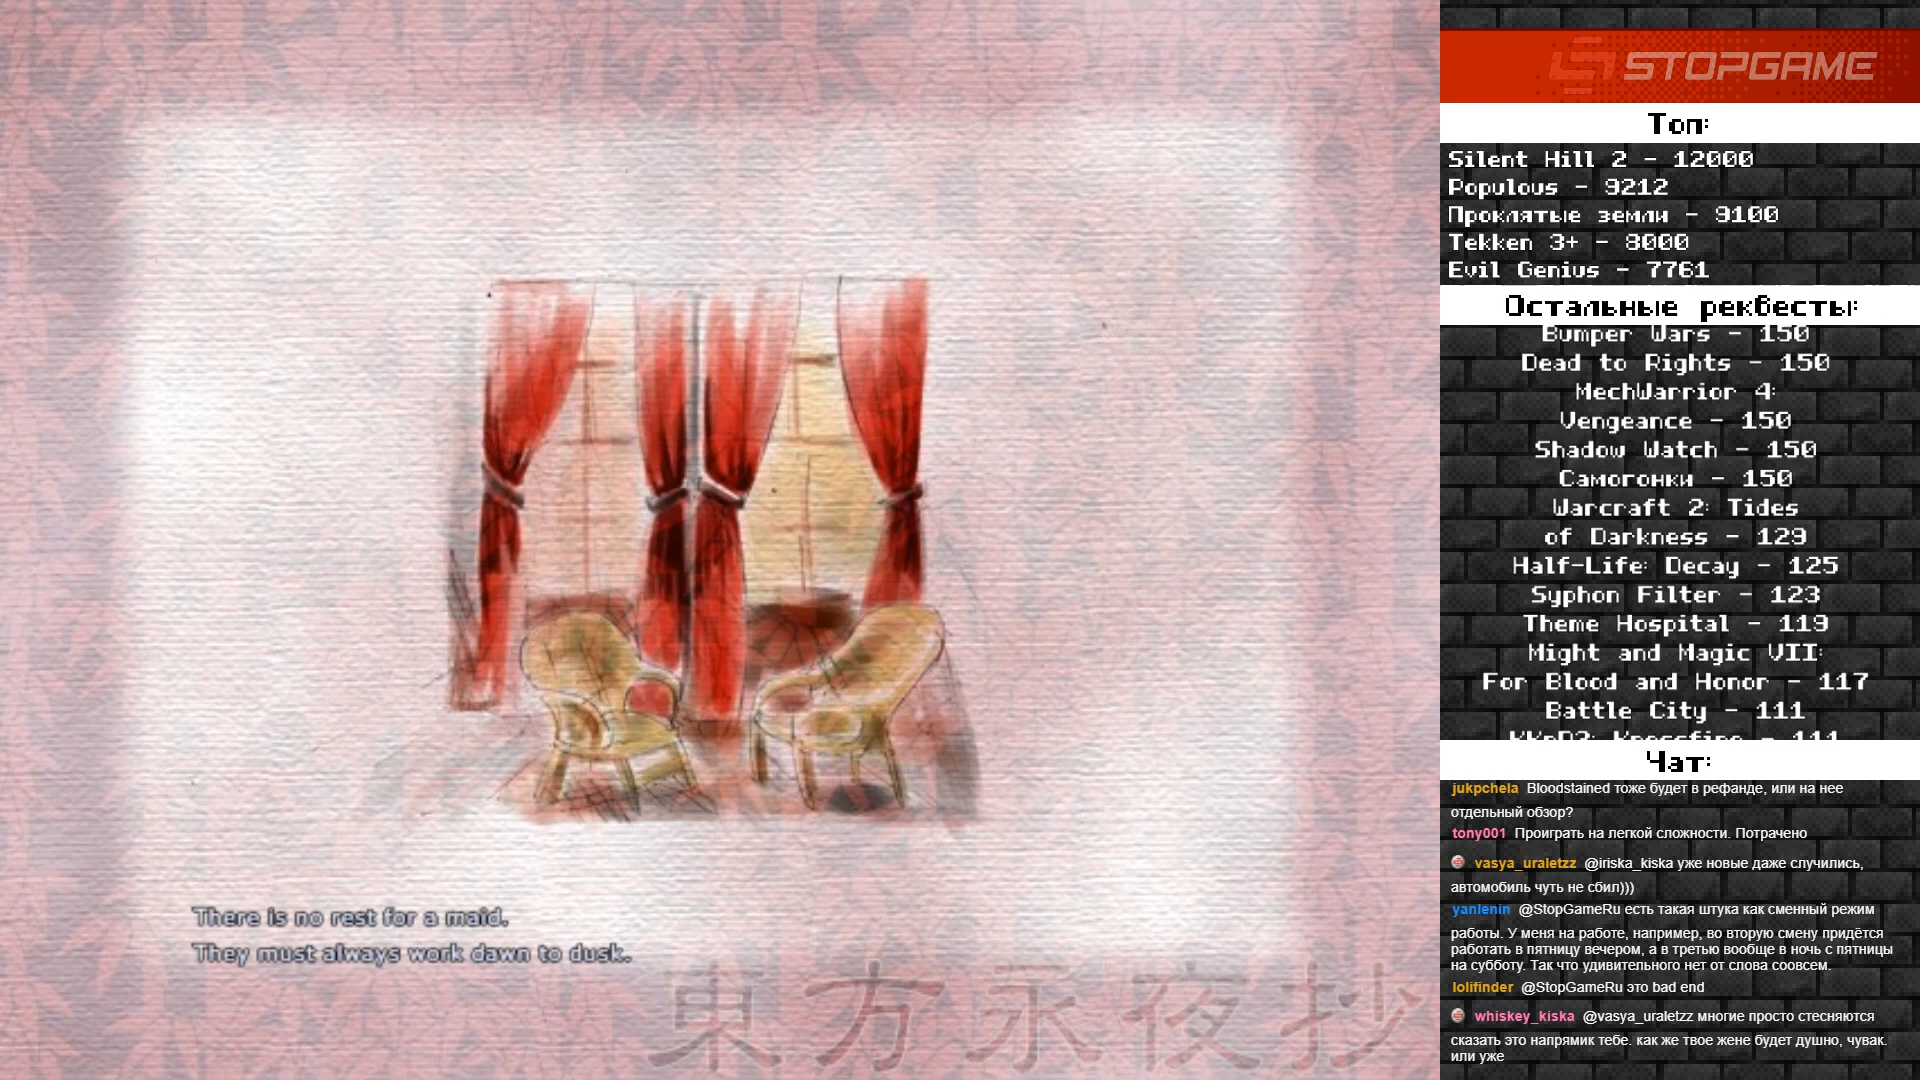 There is no rest for a maid.
They must always work dawn to dusk.
東方永夜抄
STOPGAME
Топ:
Silent Hill 2 - 12000
Populous - 9212
Проклятые земли - 9100
Tekken 3+ - 8000
Evil Genius - 7761
Остальные реквесты:
Bumper Wars - 150
Dead to Rights - 150
MechWarrior 4:
Vengeance - 150
Shadow Watch - 150
Самогонки - 150
Warcraft 2: Tides
of Darkness - 129
Half-Life: Decay - 125
Syphon Filter - 123
Theme Hospital - 119
Might and Magic VII:
For Blood and Honor - 117
Battle City - 111
KKnD2: Krossfire - 111
Чат:
jukpchela Bloodstained тоже будет в рефанде, или на нее
отдельный обзор?
tony001 Проиграть на легкой сложности. Потрачено
vasya_uraletzz @iriska_kiska уже новые даже случились,
автомобиль чуть не сбил)))
yanlenin @StopGameRu есть такая штука как сменный режим
работы. У меня на работе, например, во вторую смену придётся
работать в пятницу вечером, а в третью вообще в ночь с пятницы
на субботу. Так что удивительного нет от слова соовсем.
lolifinder @StopGameRu это bad end
whiskey_kiska @vasya_uraletzz многие просто стесняются
сказать это напрямик тебе. как же твое жене будет душно, чувак.
или уже